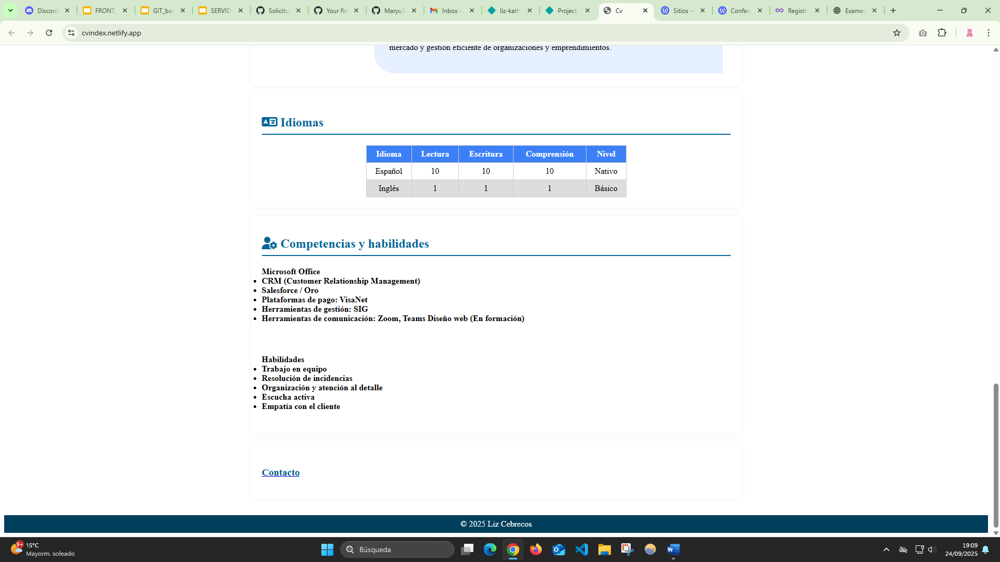 Discord
FRONT_
GIT_bas
SERVID
Solicitu
Your Re
Maryu1
Inbox -
liz-kath
Project
Cv
Sitios –
Confec
Registro
Examen
cvindex.netlify.app
mercado y gestión eficiente de organizaciones y emprendimientos.
Idiomas
Idioma Lectura Escritura Comprensión Nivel
Español 10 10 10 Nativo
Inglés 1 1 1 Básico
Competencias y habilidades
Microsoft Office
• CRM (Customer Relationship Management)
• Salesforce / Oro
• Plataformas de pago: VisaNet
• Herramientas de gestión: SIG
• Herramientas de comunicación: Zoom, Teams Diseño web (En formación)
Habilidades
• Trabajo en equipo
• Resolución de incidencias
• Organización y atención al detalle
• Escucha activa
• Empatía con el cliente
Contacto
© 2025 Liz Cebrecos
9+
15°C
Mayorm. soleado
Búsqueda
19:09
24/09/2025